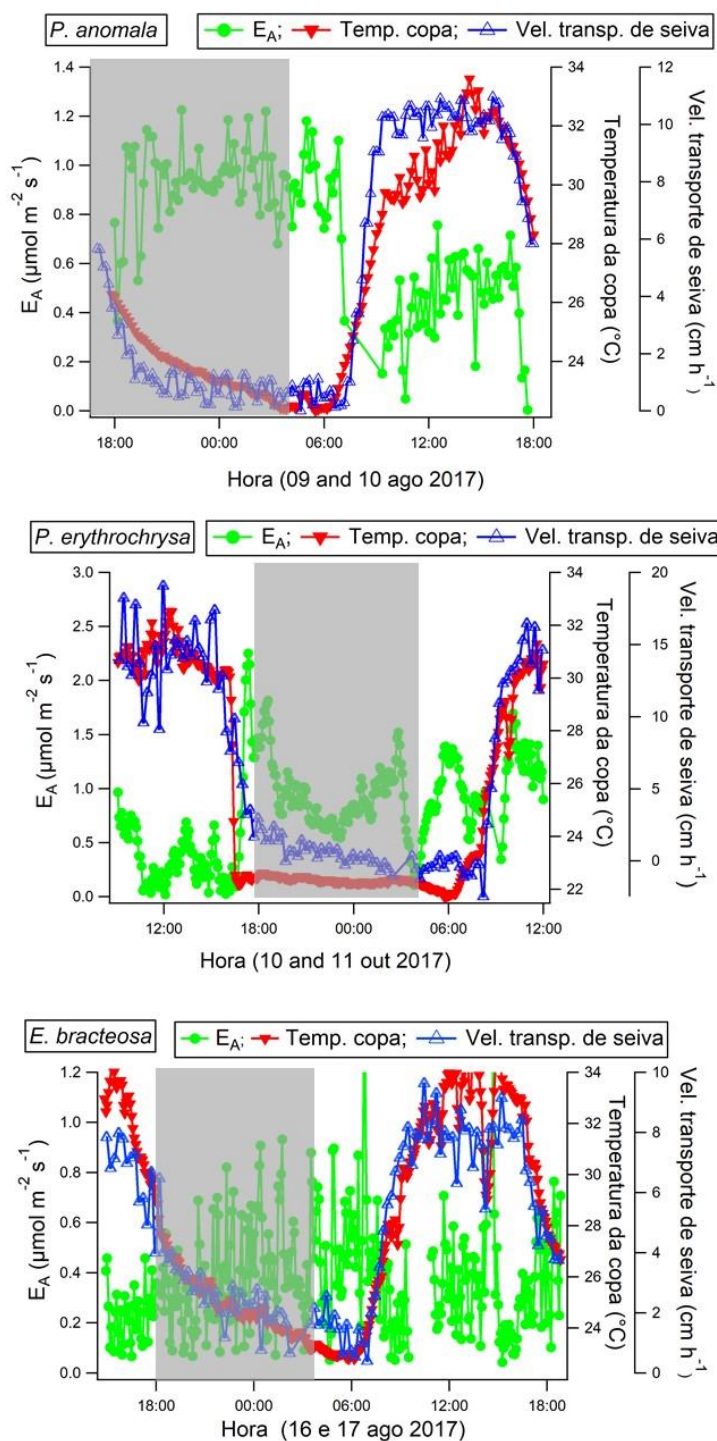 P. anomala
E_A; Temp. copa; Vel. transp. de seiva
1.4
1.2
1.0
0.8
0.6
0.4
0.2
0.0
E_A (µmol m⁻² s⁻¹)
34
32
30
28
26
24
Temperatura da copa (°C)
12
10
8
6
4
2
0
Vel. transporte de seiva (cm h⁻¹)
18:00 00:00 06:00 12:00 18:00
Hora (09 and 10 ago 2017)
P. erythrochrysa
E_A; Temp. copa; Vel. transp. de seiva
3.0
2.5
2.0
1.5
1.0
0.5
0.0
E_A (µmol m⁻² s⁻¹)
34
32
30
28
26
24
22
Temperatura da copa (°C)
20
15
10
5
0
Vel. transporte de seiva (cm h⁻¹)
12:00 18:00 00:00 06:00 12:00
Hora (10 and 11 out 2017)
E. bracteosa
E_A; Temp. copa; Vel. transp. de seiva
1.2
1.0
0.8
0.6
0.4
0.2
0.0
E_A (µmol m⁻² s⁻¹)
34
32
30
28
26
24
Temperatura da copa (°C)
10
8
6
4
2
0
Vel. transporte de seiva (cm h⁻¹)
18:00 00:00 06:00 12:00 18:00
Hora (16 e 17 ago 2017)